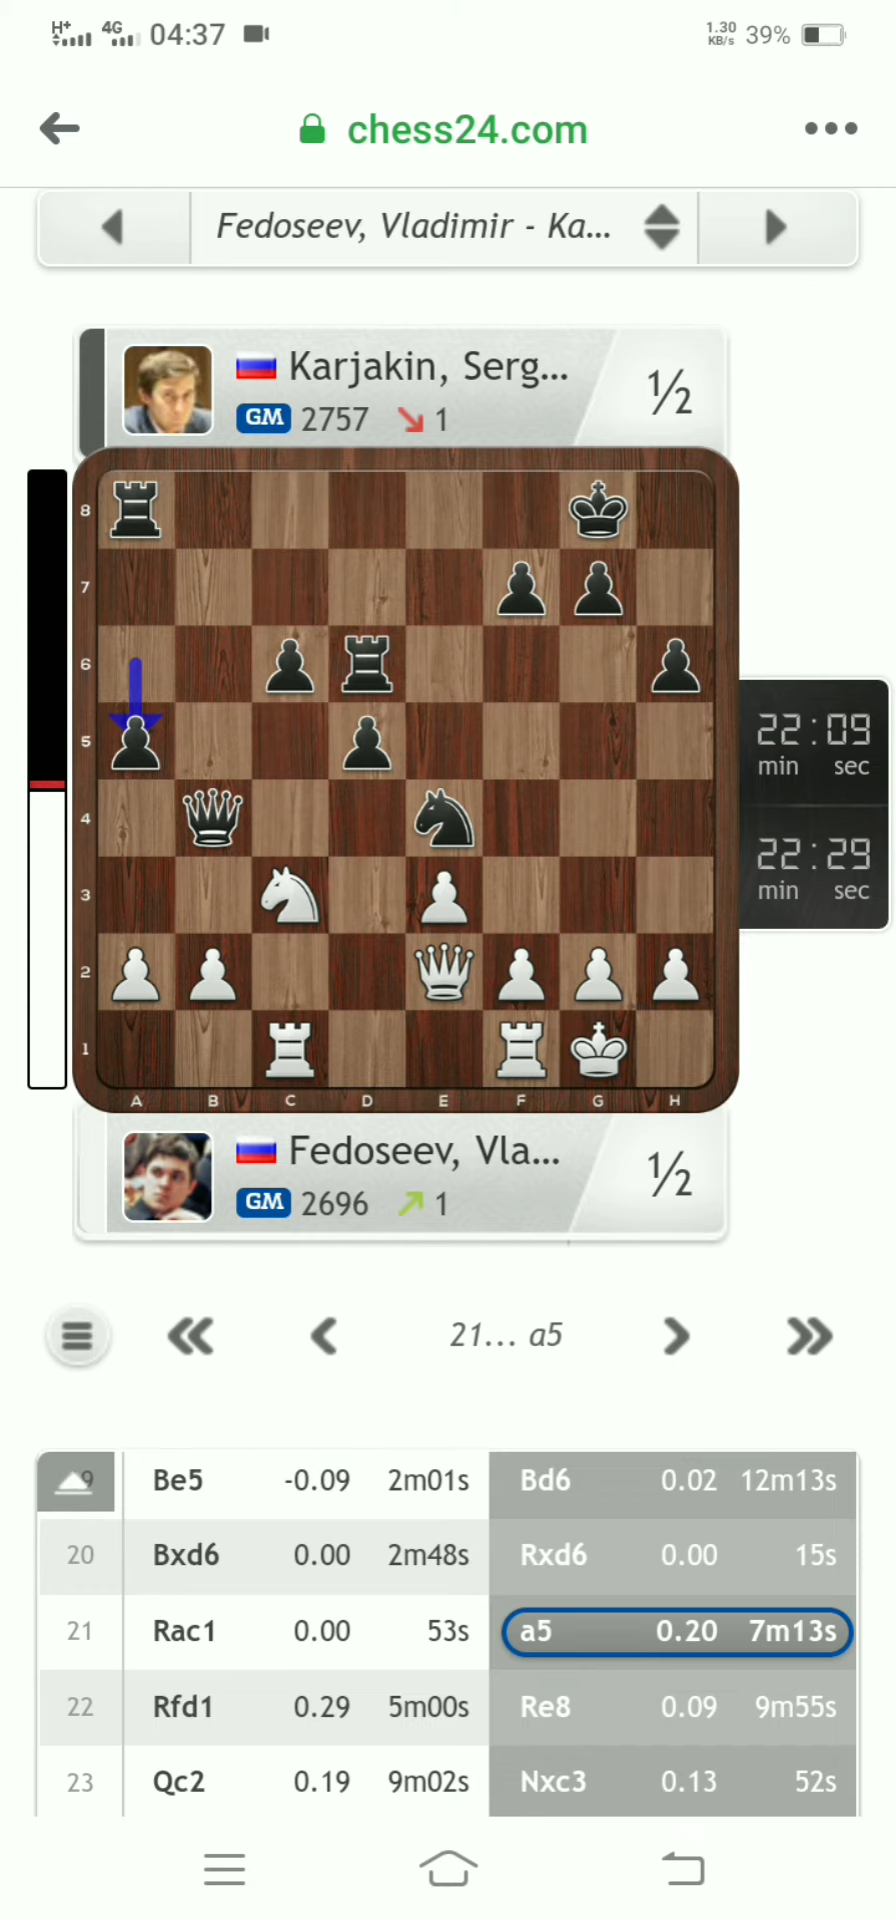 H+ 4G 04:37 1.30 KB/s 39%
chess24.com
Fedoseev, Vladimir - Ka...
Karjakin, Serg...
GM 2757 1
½
8
7
6
5
4
3
2
1
A B C D E F G H
22:09
min sec
22:29
min sec
Fedoseev, Vla...
GM 2696 1
½
21... a5
9 Be5 -0.09 2m01s Bd6 0.02 12m13s
20 Bxd6 0.00 2m48s Rxd6 0.00 15s
21 Rac1 0.00 53s a5 0.20 7m13s
22 Rfd1 0.29 5m00s Re8 0.09 9m55s
23 Qc2 0.19 9m02s Nxc3 0.13 52s